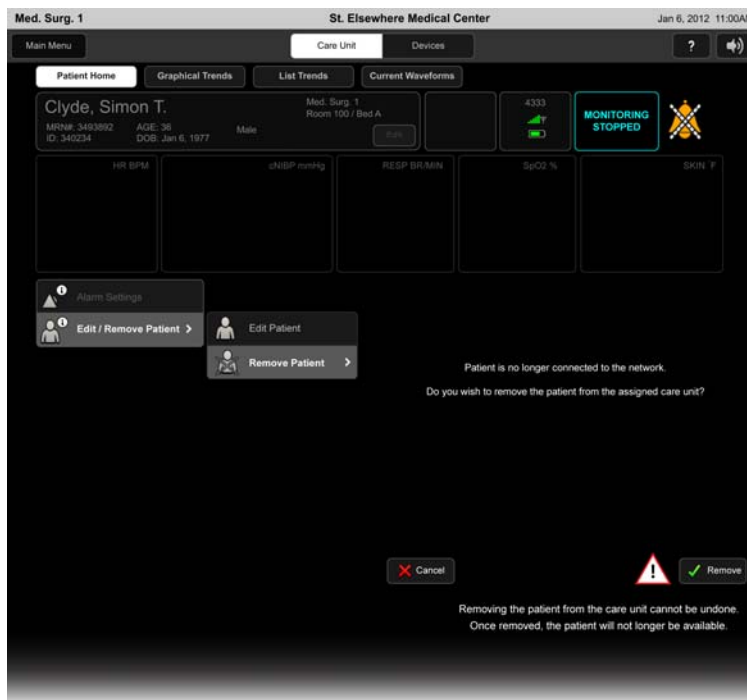 Med. Surg. 1 St. Elsewhere Medical Center Jan 6, 2012 11:00A
Main Menu Care Unit Devices ?
Patient Home Graphical Trends List Trends Current Waveforms
Clyde, Simon T. Med. Surg. 1 4333
Room 100 / Bed A MONITORING
MRN#: 3493892 AGE: 36 Male Edit STOPPED
ID: 340234 DOB: Jan 6, 1977
HR BPM cNIBP mmHg RESP BR/MIN SpO2 % SKIN °F
Alarm Settings
Edit / Remove Patient > Edit Patient
Remove Patient >
Patient is no longer connected to the network.
Do you wish to remove the patient from the assigned care unit?
Cancel ! Remove
Removing the patient from the care unit cannot be undone.
Once removed, the patient will not longer be available.